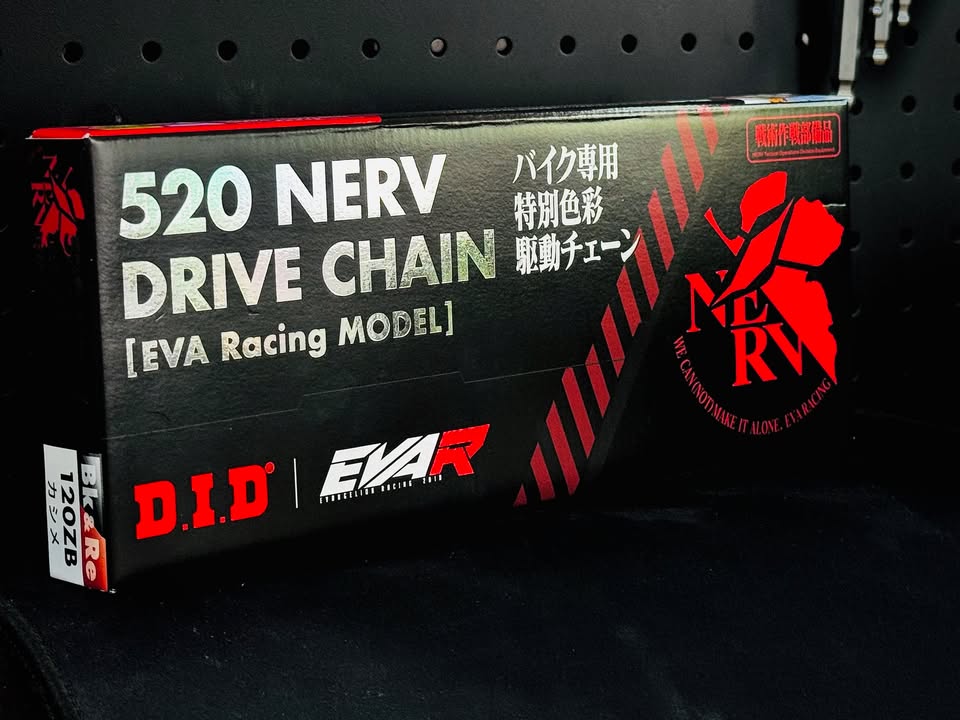 520 NERV
DRIVE CHAIN
[EVA Racing MODEL]
バイク専用
特別色彩
駆動チェーン
戦術作戦部備品
NERV
WE CAN(NOT) MAKE IT ALONE. EVA RACING
D.I.D
EVAR
EVANGELION RACING 2010
NERV
Bk&Re
120ZB
カシメ